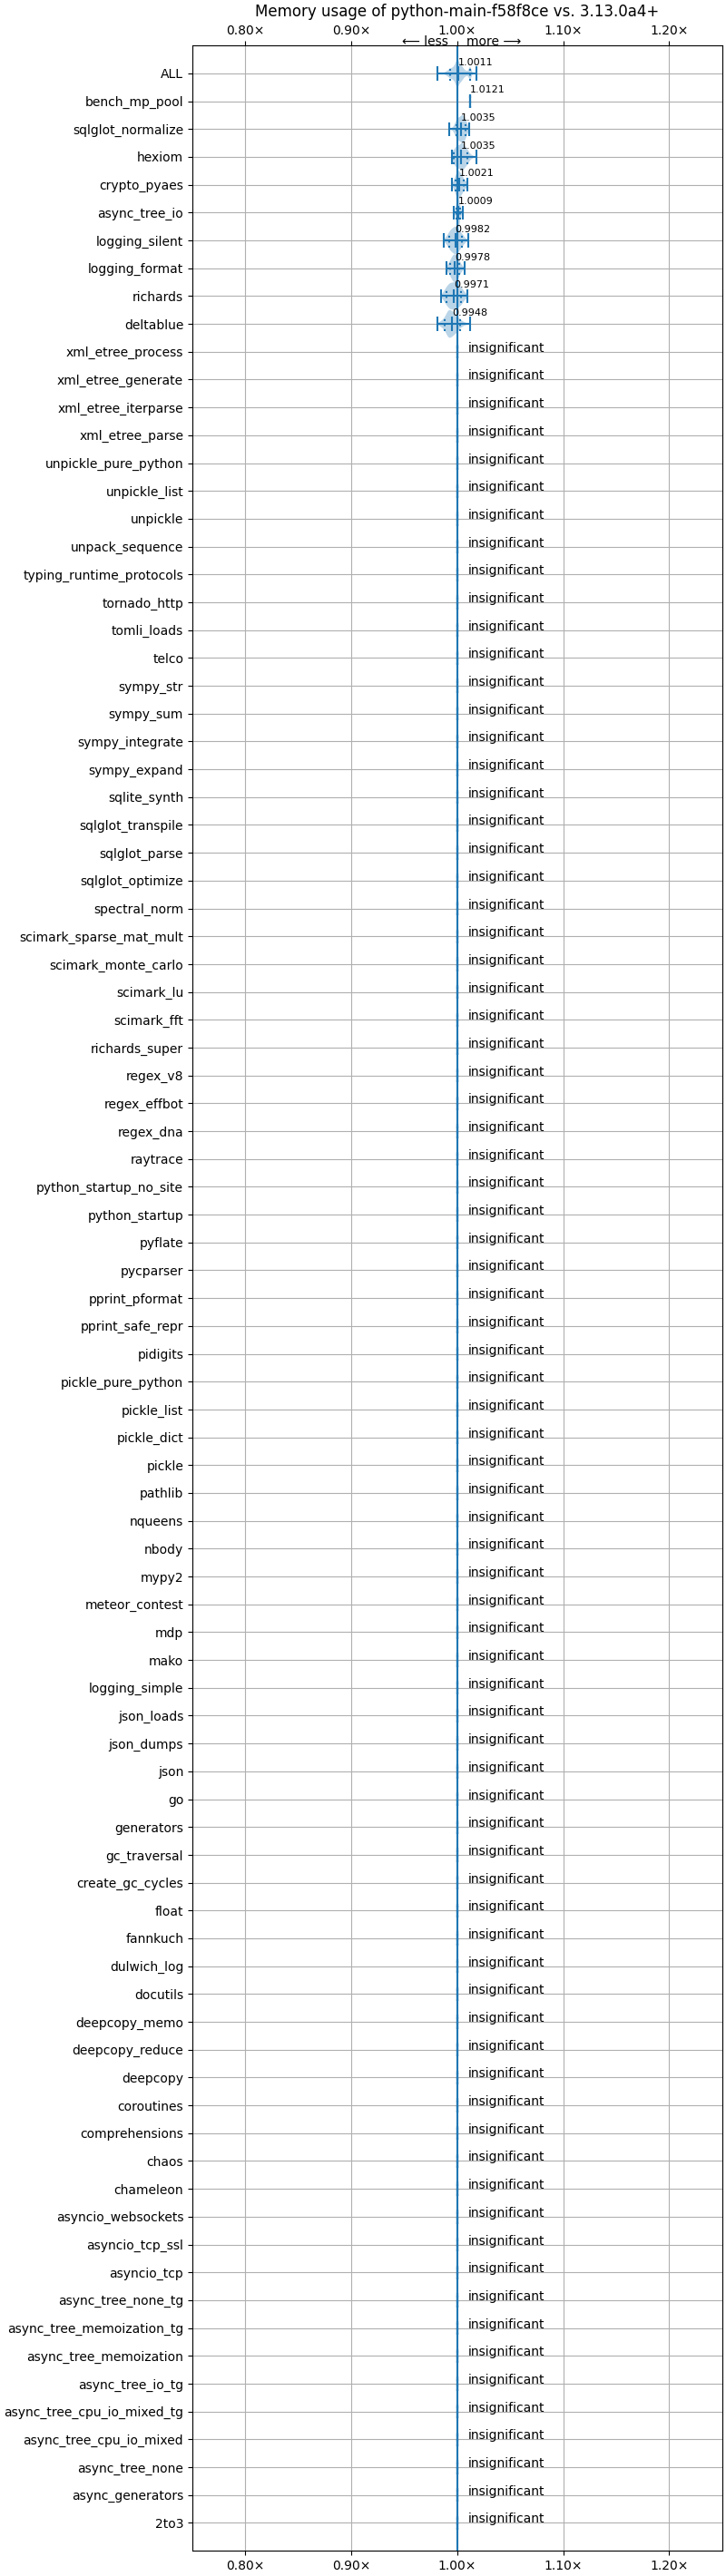 Memory usage of python-main-f58f8ce vs. 3.13.0a4+
0.80× 0.90× 1.00× 1.10× 1.20×
⟵ less more ⟶
ALL 1.0011
bench_mp_pool 1.0121
sqlglot_normalize 1.0035
hexiom 1.0035
crypto_pyaes 1.0021
async_tree_io 1.0009
logging_silent 0.9982
logging_format 0.9978
richards 0.9971
deltablue 0.9948
xml_etree_process insignificant
xml_etree_generate insignificant
xml_etree_iterparse insignificant
xml_etree_parse insignificant
unpickle_pure_python insignificant
unpickle_list insignificant
unpickle insignificant
unpack_sequence insignificant
typing_runtime_protocols insignificant
tornado_http insignificant
tomli_loads insignificant
telco insignificant
sympy_str insignificant
sympy_sum insignificant
sympy_integrate insignificant
sympy_expand insignificant
sqlite_synth insignificant
sqlglot_transpile insignificant
sqlglot_parse insignificant
sqlglot_optimize insignificant
spectral_norm insignificant
scimark_sparse_mat_mult insignificant
scimark_monte_carlo insignificant
scimark_lu insignificant
scimark_fft insignificant
richards_super insignificant
regex_v8 insignificant
regex_effbot insignificant
regex_dna insignificant
raytrace insignificant
python_startup_no_site insignificant
python_startup insignificant
pyflate insignificant
pycparser insignificant
pprint_pformat insignificant
pprint_safe_repr insignificant
pidigits insignificant
pickle_pure_python insignificant
pickle_list insignificant
pickle_dict insignificant
pickle insignificant
pathlib insignificant
nqueens insignificant
nbody insignificant
mypy2 insignificant
meteor_contest insignificant
mdp insignificant
mako insignificant
logging_simple insignificant
json_loads insignificant
json_dumps insignificant
json insignificant
go insignificant
generators insignificant
gc_traversal insignificant
create_gc_cycles insignificant
float insignificant
fannkuch insignificant
dulwich_log insignificant
docutils insignificant
deepcopy_memo insignificant
deepcopy_reduce insignificant
deepcopy insignificant
coroutines insignificant
comprehensions insignificant
chaos insignificant
chameleon insignificant
asyncio_websockets insignificant
asyncio_tcp_ssl insignificant
asyncio_tcp insignificant
async_tree_none_tg insignificant
async_tree_memoization_tg insignificant
async_tree_memoization insignificant
async_tree_io_tg insignificant
async_tree_cpu_io_mixed_tg insignificant
async_tree_cpu_io_mixed insignificant
async_tree_none insignificant
async_generators insignificant
2to3 insignificant
0.80× 0.90× 1.00× 1.10× 1.20×